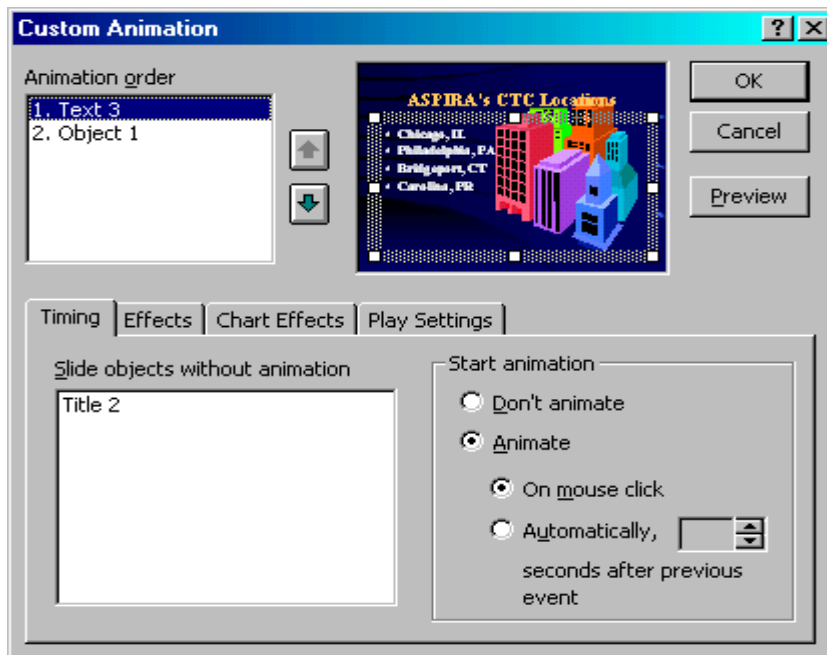 Custom Animation
Animation order
1. Text 3
2. Object 1
ASPIRA's CTC Locations
Chicago, IL
Philadelphia, PA
Bridgeport, CT
Carolina, PR
OK
Cancel
Preview
Timing
Effects
Chart Effects
Play Settings
Slide objects without animation
Title 2
Start animation
Don't animate
Animate
On mouse click
Automatically,
seconds after previous
event